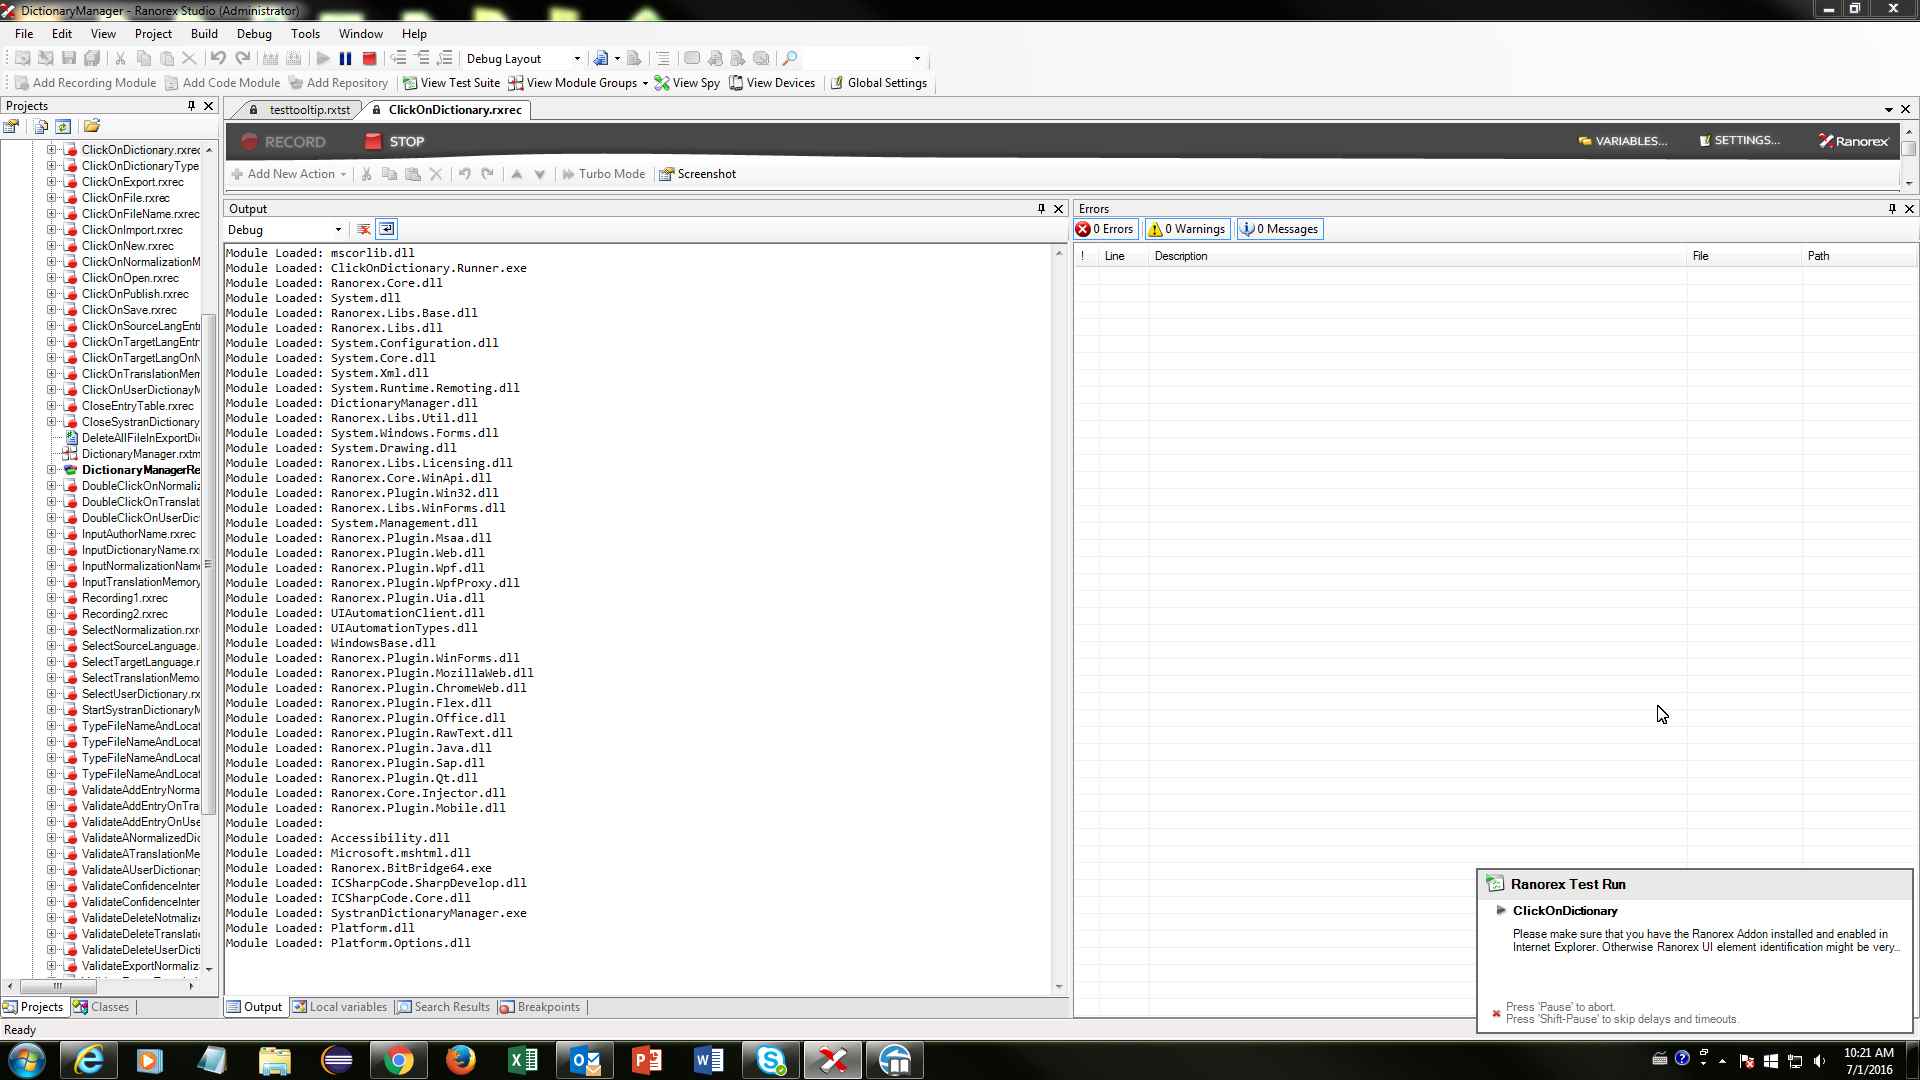 DictionaryManager - Ranorex Studio (Administrator)
File Edit View Project Build Debug Tools Window Help
Debug Layout
Add Recording Module Add Code Module Add Repository View Test Suite View Module Groups View Spy View Devices Global Settings
Projects
testtooltip.rxtst ClickOnDictionary.rxrec
RECORD STOP VARIABLES... SETTINGS... Ranorex
Add New Action Turbo Mode Screenshot
ClickOnDictionary.rxrec
ClickOnDictionaryType
ClickOnExport.rxrec
ClickOnFile.rxrec
ClickOnFileName.rxrec
ClickOnImport.rxrec
ClickOnNew.rxrec
ClickOnNormalizationM
ClickOnOpen.rxrec
ClickOnPublish.rxrec
ClickOnSave.rxrec
ClickOnSourceLangEntr
ClickOnTargetLangEntr
ClickOnTargetLangOnN
ClickOnTranslationMem
ClickOnUserDictionayM
CloseEntryTable.rxrec
CloseSystranDictionary
DeleteAllFileInExportDi
DictionaryManager.rxtm
DictionaryManagerRe
DoubleClickOnNormaliz
DoubleClickOnTranslat
DoubleClickOnUserDic
InputAuthorName.rxrec
InputDictionaryName.rx
InputNormalizationName
InputTranslationMemory
Recording1.rxrec
Recording2.rxrec
SelectNormalization.rxr
SelectSourceLanguage.
SelectTargetLanguage.r
SelectTranslationMemo
SelectUserDictionary.rx
StartSystranDictionaryM
TypeFileNameAndLocat
TypeFileNameAndLocat
TypeFileNameAndLocat
TypeFileNameAndLocat
ValidateAddEntryNorma
ValidateAddEntryOnTra
ValidateAddEntryOnUse
ValidateANormalizedDic
ValidateATranslationMe
ValidateAUserDictionary
ValidateConfidenceInter
ValidateConfidenceInter
ValidateDeleteNotmalize
ValidateDeleteTranslati
ValidateDeleteUserDicti
ValidateExportNormaliz
Projects Classes
Output
Debug
Module Loaded: mscorlib.dll
Module Loaded: ClickOnDictionary.Runner.exe
Module Loaded: Ranorex.Core.dll
Module Loaded: System.dll
Module Loaded: Ranorex.Libs.Base.dll
Module Loaded: Ranorex.Libs.dll
Module Loaded: System.Configuration.dll
Module Loaded: System.Core.dll
Module Loaded: System.Xml.dll
Module Loaded: System.Runtime.Remoting.dll
Module Loaded: DictionaryManager.dll
Module Loaded: Ranorex.Libs.Util.dll
Module Loaded: System.Windows.Forms.dll
Module Loaded: System.Drawing.dll
Module Loaded: Ranorex.Libs.Licensing.dll
Module Loaded: Ranorex.Core.WinApi.dll
Module Loaded: Ranorex.Plugin.Win32.dll
Module Loaded: Ranorex.Libs.WinForms.dll
Module Loaded: System.Management.dll
Module Loaded: Ranorex.Plugin.Msaa.dll
Module Loaded: Ranorex.Plugin.Web.dll
Module Loaded: Ranorex.Plugin.Wpf.dll
Module Loaded: Ranorex.Plugin.WpfProxy.dll
Module Loaded: Ranorex.Plugin.Uia.dll
Module Loaded: UIAutomationClient.dll
Module Loaded: UIAutomationTypes.dll
Module Loaded: WindowsBase.dll
Module Loaded: Ranorex.Plugin.WinForms.dll
Module Loaded: Ranorex.Plugin.MozillaWeb.dll
Module Loaded: Ranorex.Plugin.ChromeWeb.dll
Module Loaded: Ranorex.Plugin.Flex.dll
Module Loaded: Ranorex.Plugin.Office.dll
Module Loaded: Ranorex.Plugin.RawText.dll
Module Loaded: Ranorex.Plugin.Java.dll
Module Loaded: Ranorex.Plugin.Sap.dll
Module Loaded: Ranorex.Plugin.Qt.dll
Module Loaded: Ranorex.Core.Injector.dll
Module Loaded: Ranorex.Plugin.Mobile.dll
Module Loaded:
Module Loaded: Accessibility.dll
Module Loaded: Microsoft.mshtml.dll
Module Loaded: Ranorex.BitBridge64.exe
Module Loaded: ICSharpCode.SharpDevelop.dll
Module Loaded: ICSharpCode.Core.dll
Module Loaded: SystranDictionaryManager.exe
Module Loaded: Platform.dll
Module Loaded: Platform.Options.dll
Output Local variables Search Results Breakpoints
Errors
0 Errors 0 Warnings 0 Messages
! Line Description File Path
Ranorex Test Run
ClickOnDictionary
Please make sure that you have the Ranorex Addon installed and enabled in
Internet Explorer. Otherwise Ranorex UI element identification might be very...
Press 'Pause' to abort.
Press 'Shift-Pause' to skip delays and timeouts.
Ready
10:21 AM
7/1/2016